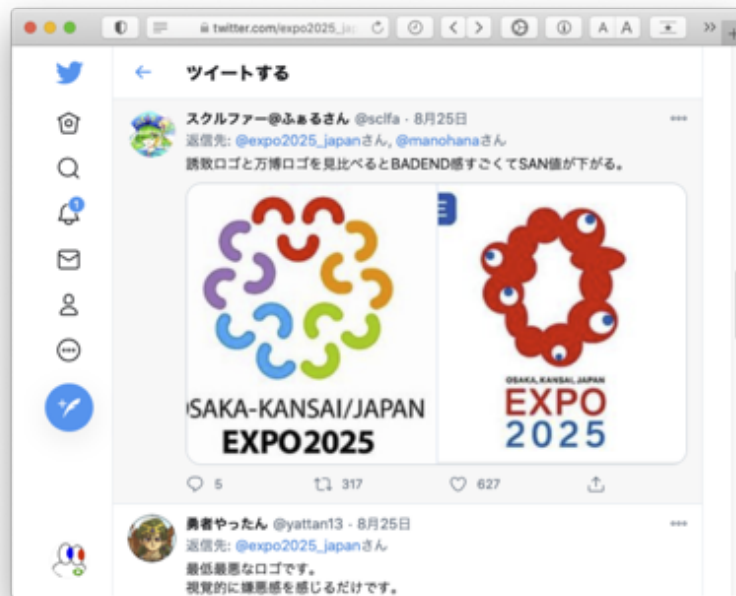 twitter.com/expo2025_ja
A A
ツイートする
スクルファー@ふぁるさん @sclfa · 8月25日
返信先: @expo2025_japanさん, @manohanaさん
誘致ロゴと万博ロゴを見比べるとBADEND感すごくてSAN値が下がる。
OSAKA-KANSAI/JAPAN
EXPO2025
OSAKA, KANSAI, JAPAN
EXPO
2025
1
5 317 627
勇者やったん @yattan13 · 8月25日
返信先: @expo2025_japanさん
最低最悪なロゴです。
視覚的に嫌悪感を感じるだけです。